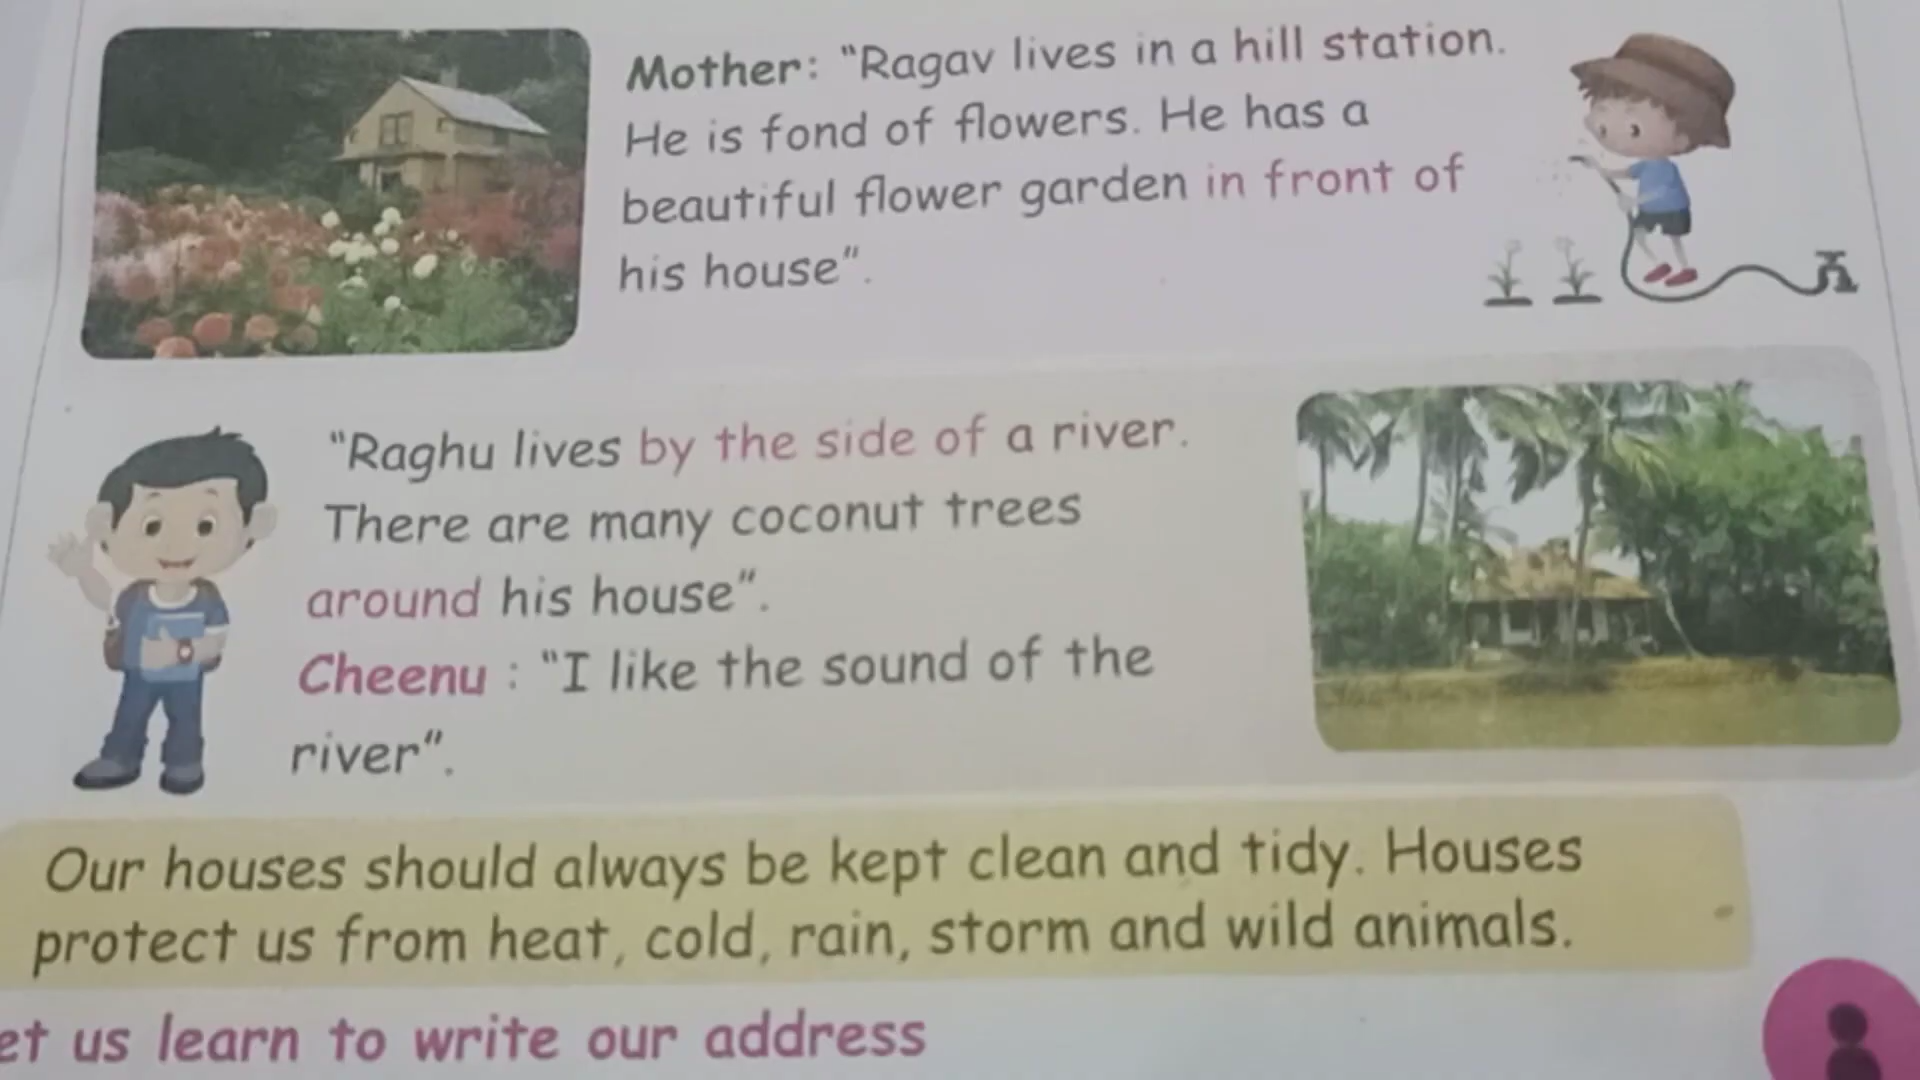 Mother: "Ragav lives in a hill station.
He is fond of flowers. He has a
beautiful flower garden in front of
his house".
"Raghu lives by the side of a river.
There are many coconut trees
around his house".
Cheenu : "I like the sound of the
river".
Our houses should always be kept clean and tidy. Houses
protect us from heat, cold, rain, storm and wild animals.
et us learn to write our address